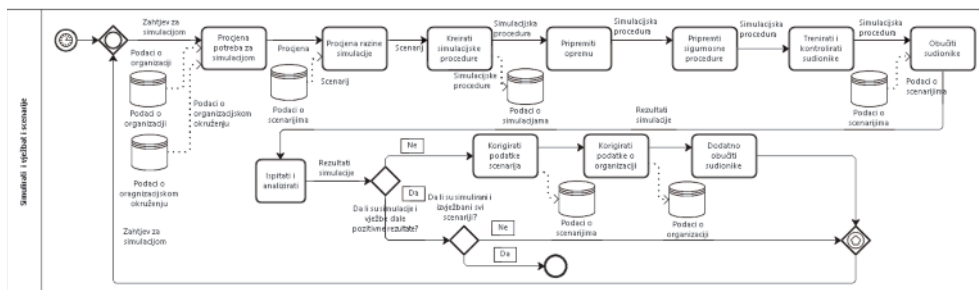 Simulirati i vježbat i scenarije
Zahtjev za
simulacijom
Podaci o
organizaciji
Podaci o
organizaciji
Podaci o
organizacijskom
okruženju
Podaci o
oragnizacijskom
okruženju
Zahtjev za
simulacijom
Procjena
potreba za
simulacijom
Procjena
Procjena razine
simulacije
Scenarij
Podaci o
scenarijima
Scenarij
Kreirati
simulacijske
procedure
Simulacijska
procedura
Simulacijske
procedure
Podaci o
simulacijama
Pripremiti
opremu
Simulacijska
procedura
Pripremiti
sigurnosne
procedure
Simulacijska
procedura
Trenirati i
kontrolirati
sudionike
Simulacijska
procedura
Obučiti
sudionike
Podaci o
scenarijima
Podaci o
scenarijima
Rezultati
simulacije
Ispitati i
analizirati
Rezultati
simulacije
Da li su simulacije i
vježbe dale
pozitivne rezultate?
Ne
Da
Korigirati
podatke
scenarija
Podaci o
scenarijima
Korigirati
podatke o
organizaciji
Podaci o
organizaciji
Dodatno
obučiti
sudionike
Da li su simulirani i
izvježbani svi
scenariji?
Ne
Da